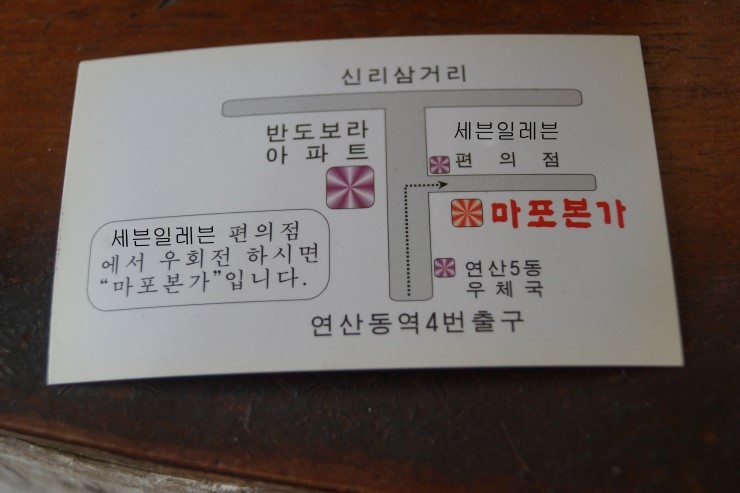 신리삼거리
반도보라
아 파 트
세븐일레븐
편 의 점
마포본가
세븐일레븐 편의점
에서 우회전 하시면
“마포본가”입니다.
연산5동
우 체 국
연산동역4번출구